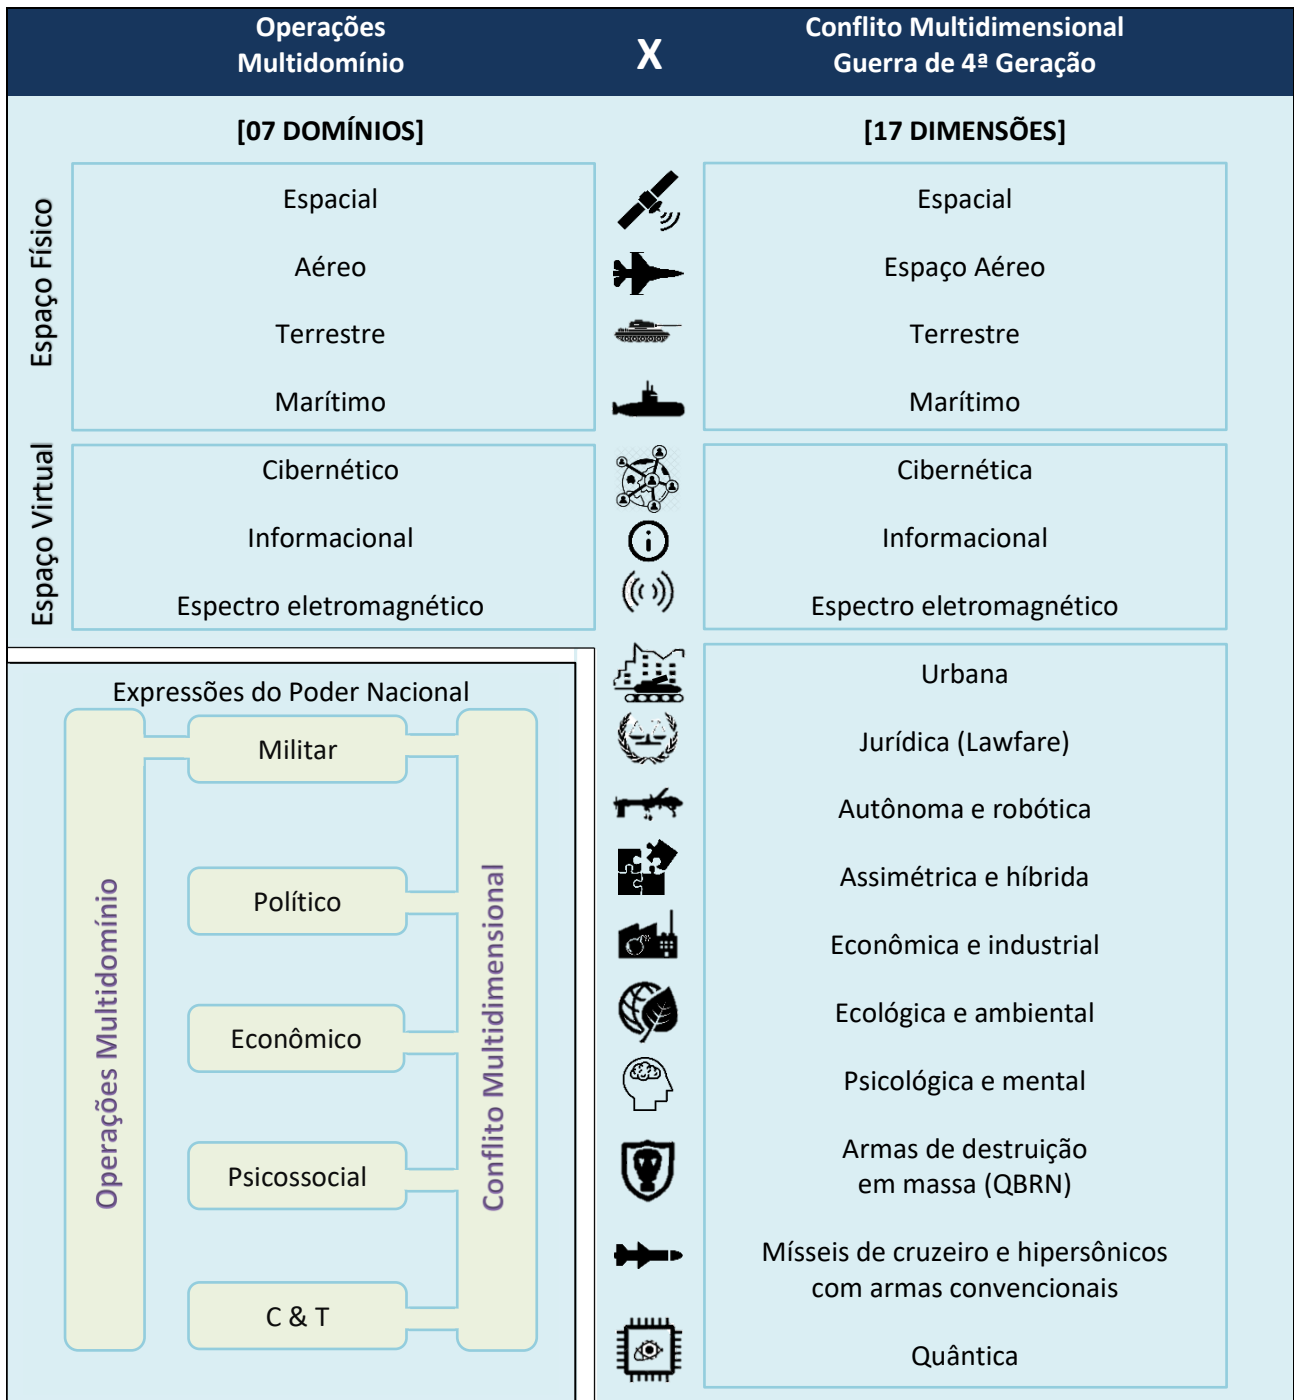 Operações
Multidomínio
X
Conflito Multidimensional
Guerra de 4ª Geração
[07 DOMÍNIOS]
[17 DIMENSÕES]
Espaço Físico
Espacial
Aéreo
Terrestre
Marítimo
Espacial
Espaço Aéreo
Terrestre
Marítimo
Espaço Virtual
Cibernético
Informacional
Espectro eletromagnético
Cibernética
Informacional
Espectro eletromagnético
Urbana
Jurídica (Lawfare)
Autônoma e robótica
Assimétrica e híbrida
Econômica e industrial
Ecológica e ambiental
Psicológica e mental
Armas de destruição
em massa (QBRN)
Mísseis de cruzeiro e hipersônicos
com armas convencionais
Quântica
Expressões do Poder Nacional
Operações Multidomínio
Militar
Político
Econômico
Psicossocial
C & T
Conflito Multidimensional